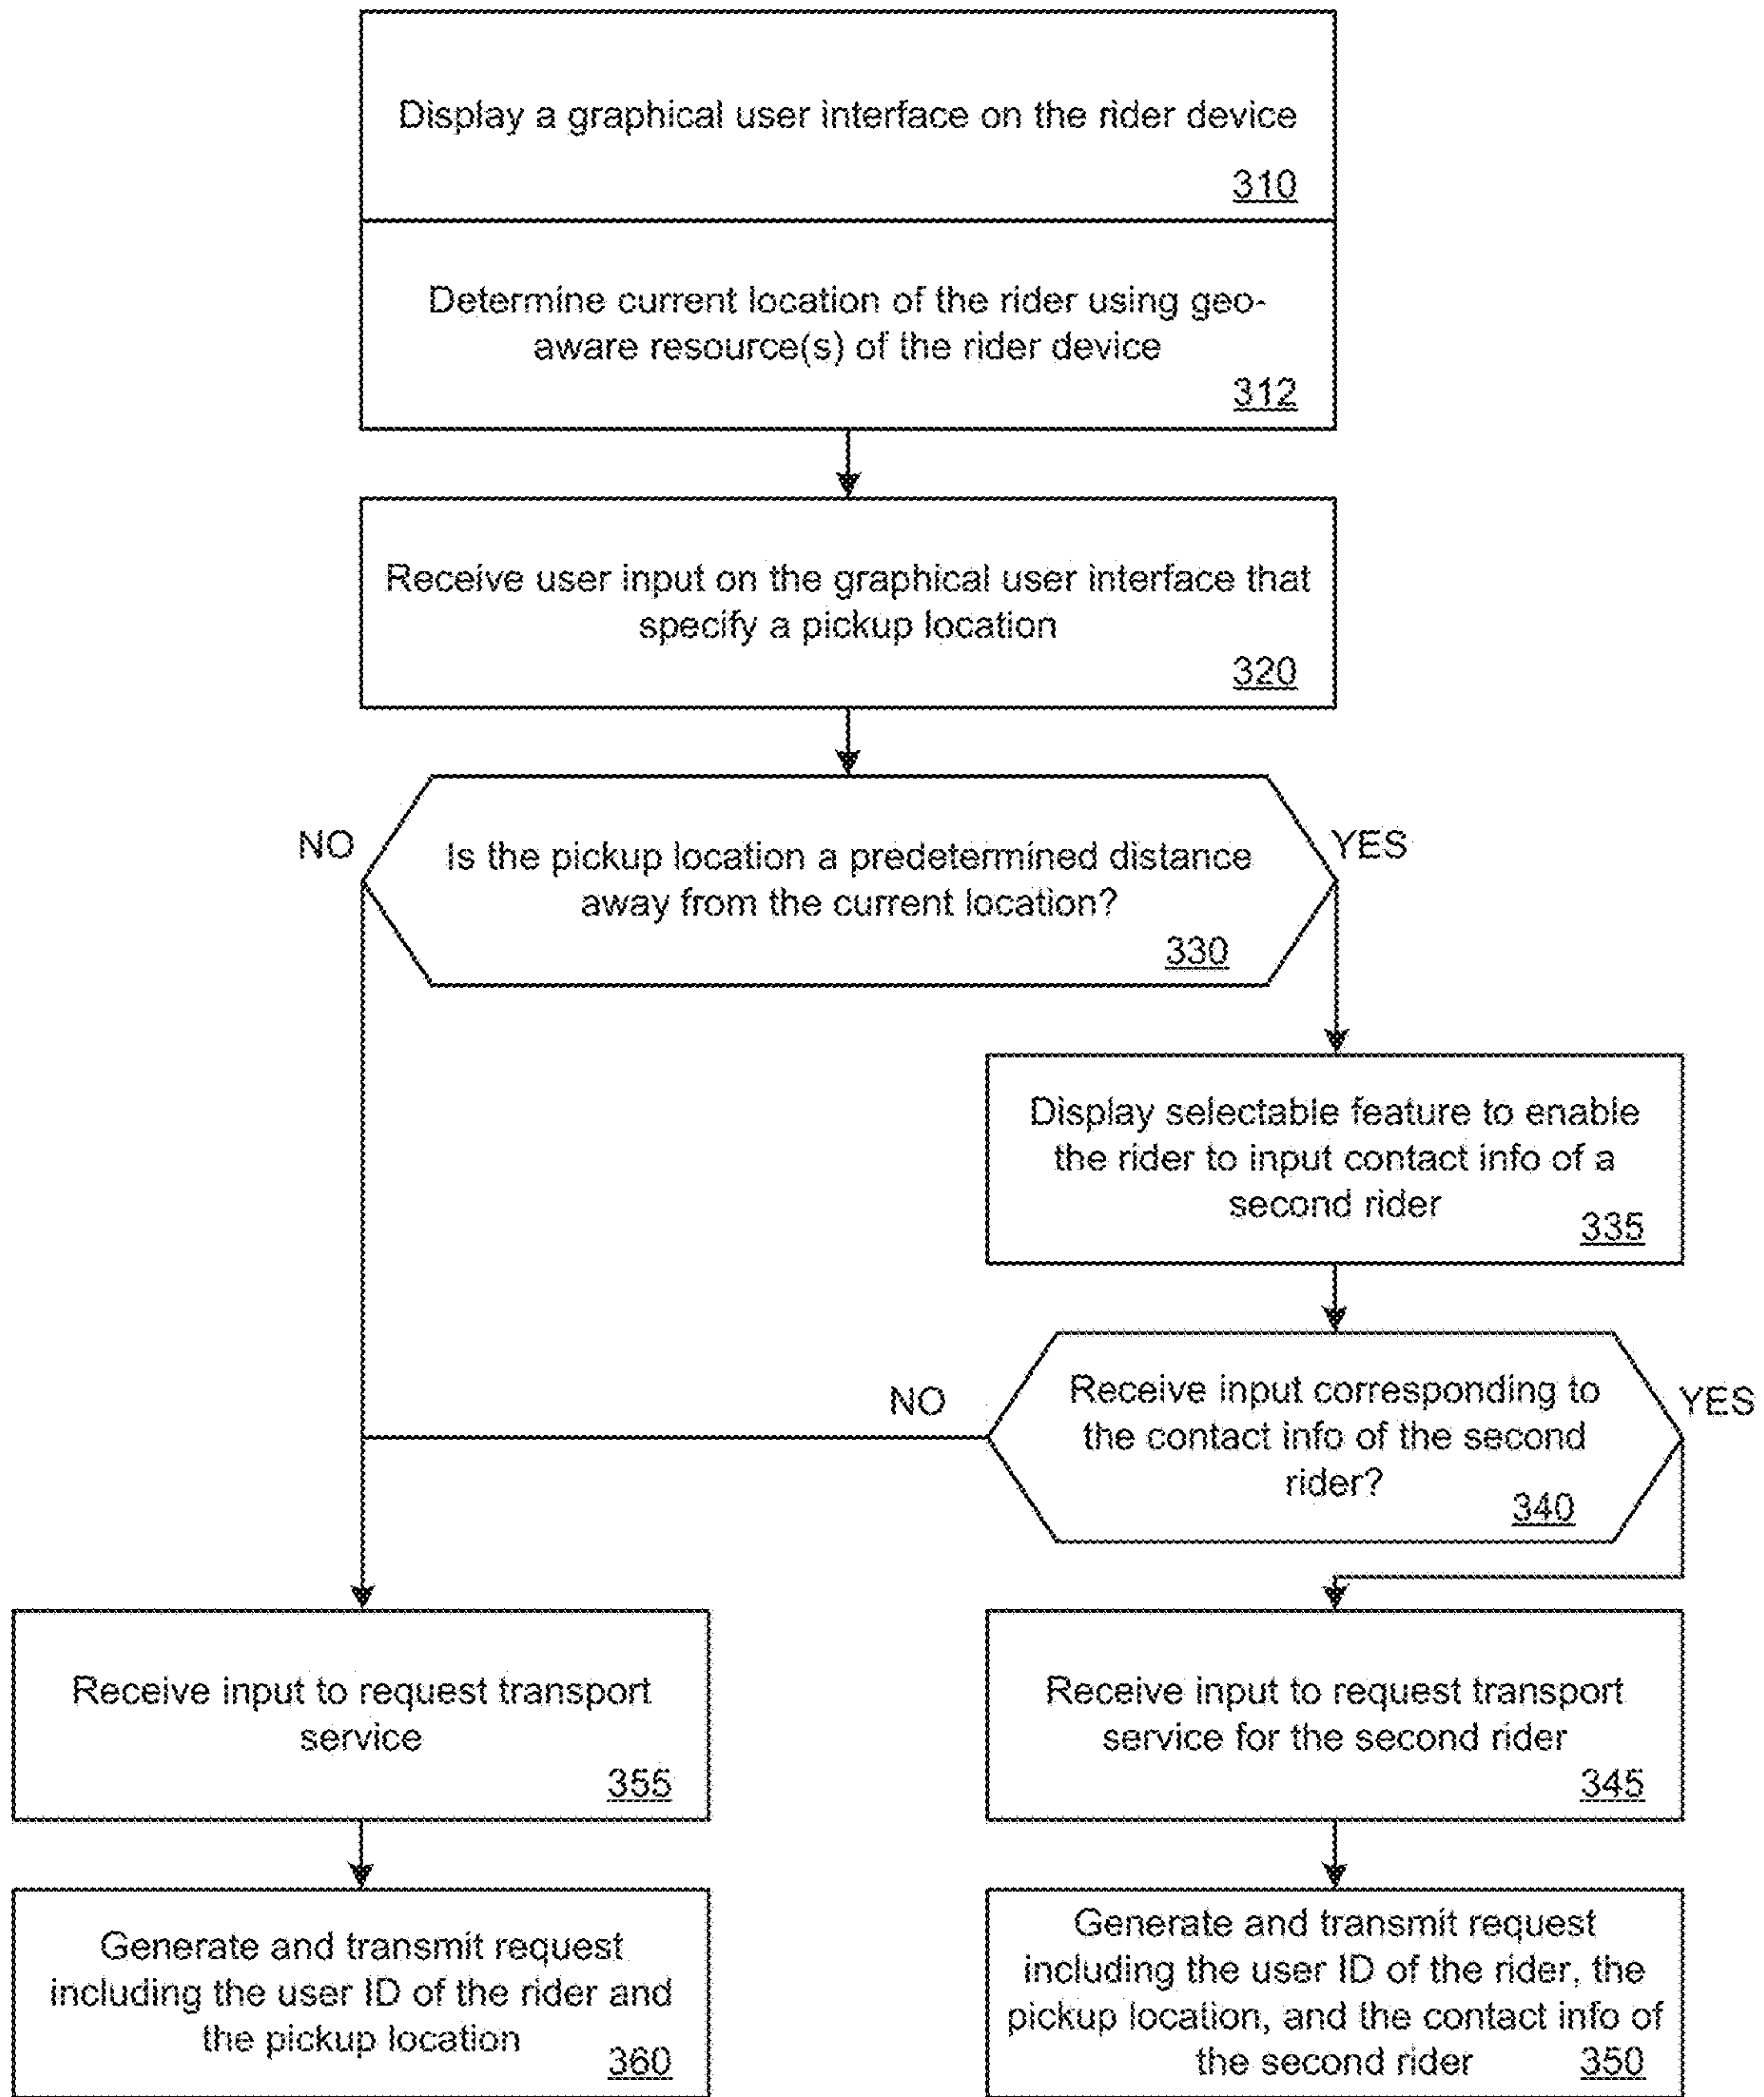 Display a graphical user interface on the rider device
310
Determine current location of the rider using geo-
aware resource(s) of the rider device
312
Receive user input on the graphical user interface that
specify a pickup location
320
NO
YES
Is the pickup location a predetermined distance
away from the current location?
330
Display selectable feature to enable
the rider to input contact info of a
second rider
335
NO
YES
Receive input corresponding to
the contact info of the second
rider?
340
Receive input to request transport
service
355
Receive input to request transport
service for the second rider
345
Generate and transmit request
including the user ID of the rider and
the pickup location
360
Generate and transmit request
including the user ID of the rider, the
pickup location, and the contact info of
the second rider
350